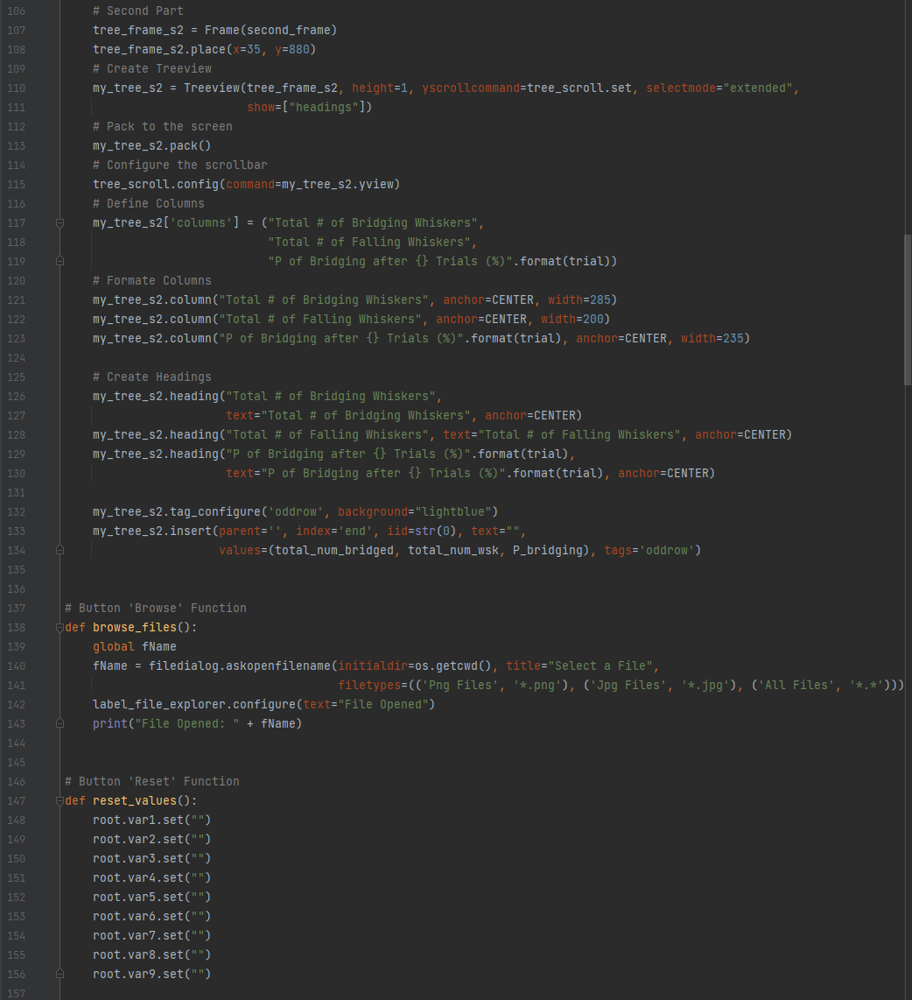 106     # Second Part
107     tree_frame_s2 = Frame(second_frame)
108     tree_frame_s2.place(x=35, y=880)
109     # Create Treeview
110     my_tree_s2 = Treeview(tree_frame_s2, height=1, yscrollcommand=tree_scroll.set, selectmode="extended",
111                           show=["headings"])
112     # Pack to the screen
113     my_tree_s2.pack()
114     # Configure the scrollbar
115     tree_scroll.config(command=my_tree_s2.yview)
116     # Define Columns
117     my_tree_s2['columns'] = ("Total # of Bridging Whiskers",
118                              "Total # of Falling Whiskers",
119                              "P of Bridging after {} Trials (%)".format(trial))
120     # Formate Columns
121     my_tree_s2.column("Total # of Bridging Whiskers", anchor=CENTER, width=285)
122     my_tree_s2.column("Total # of Falling Whiskers", anchor=CENTER, width=200)
123     my_tree_s2.column("P of Bridging after {} Trials (%)".format(trial), anchor=CENTER, width=235)
124
125     # Create Headings
126     my_tree_s2.heading("Total # of Bridging Whiskers",
127                        text="Total # of Bridging Whiskers", anchor=CENTER)
128     my_tree_s2.heading("Total # of Falling Whiskers", text="Total # of Falling Whiskers", anchor=CENTER)
129     my_tree_s2.heading("P of Bridging after {} Trials (%)".format(trial),
130                        text="P of Bridging after {} Trials (%)".format(trial), anchor=CENTER)
131
132     my_tree_s2.tag_configure('oddrow', background="lightblue")
133     my_tree_s2.insert(parent='', index='end', iid=str(0), text="",
134                       values=(total_num_bridged, total_num_wsk, P_bridging), tags='oddrow')
135
136
137 # Button 'Browse' Function
138 def browse_files():
139     global fName
140     fName = filedialog.askopenfilename(initialdir=os.getcwd(), title="Select a File",
141                                        filetypes=(('Png Files', '*.png'), ('Jpg Files', '*.jpg'), ('All Files', '*.*')))
142     label_file_explorer.configure(text="File Opened")
143     print("File Opened: " + fName)
144
145
146 # Button 'Reset' Function
147 def reset_values():
148     root.var1.set("")
149     root.var2.set("")
150     root.var3.set("")
151     root.var4.set("")
152     root.var5.set("")
153     root.var6.set("")
154     root.var7.set("")
155     root.var8.set("")
156     root.var9.set("")
157